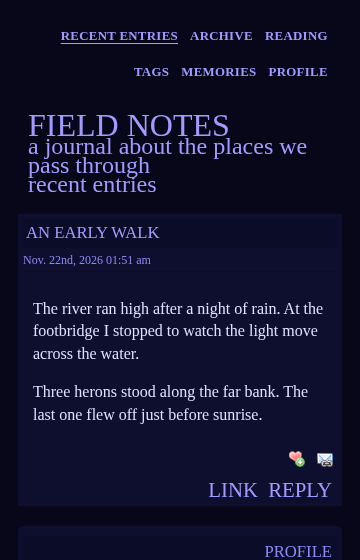 RECENT ENTRIES ARCHIVE READING
TAGS MEMORIES PROFILE
FIELD NOTES
a journal about the places we
pass through
recent entries
AN EARLY WALK
Nov. 22nd, 2026 01:51 am
The river ran high after a night of rain. At the
footbridge I stopped to watch the light move
across the water.
Three herons stood along the far bank. The
last one flew off just before sunrise.
LINK REPLY
PROFILE